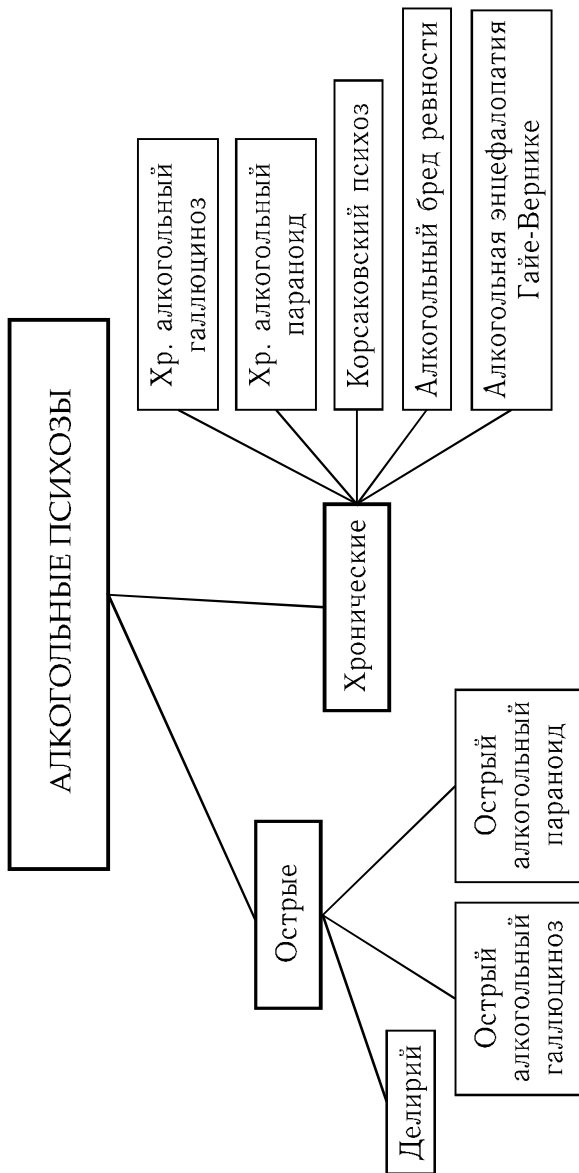 АЛКОГОЛЬНЫЕ ПСИХОЗЫ
Острые
Делирий
Острый
алкогольный
галлюциноз
Острый
алкогольный
параноид
Хронические
Хр. алкогольный
галлюциноз
Хр. алкогольный
параноид
Корсаковский психоз
Алкогольный бред ревности
Алкогольная энцефалопатия
Гайе-Вернике